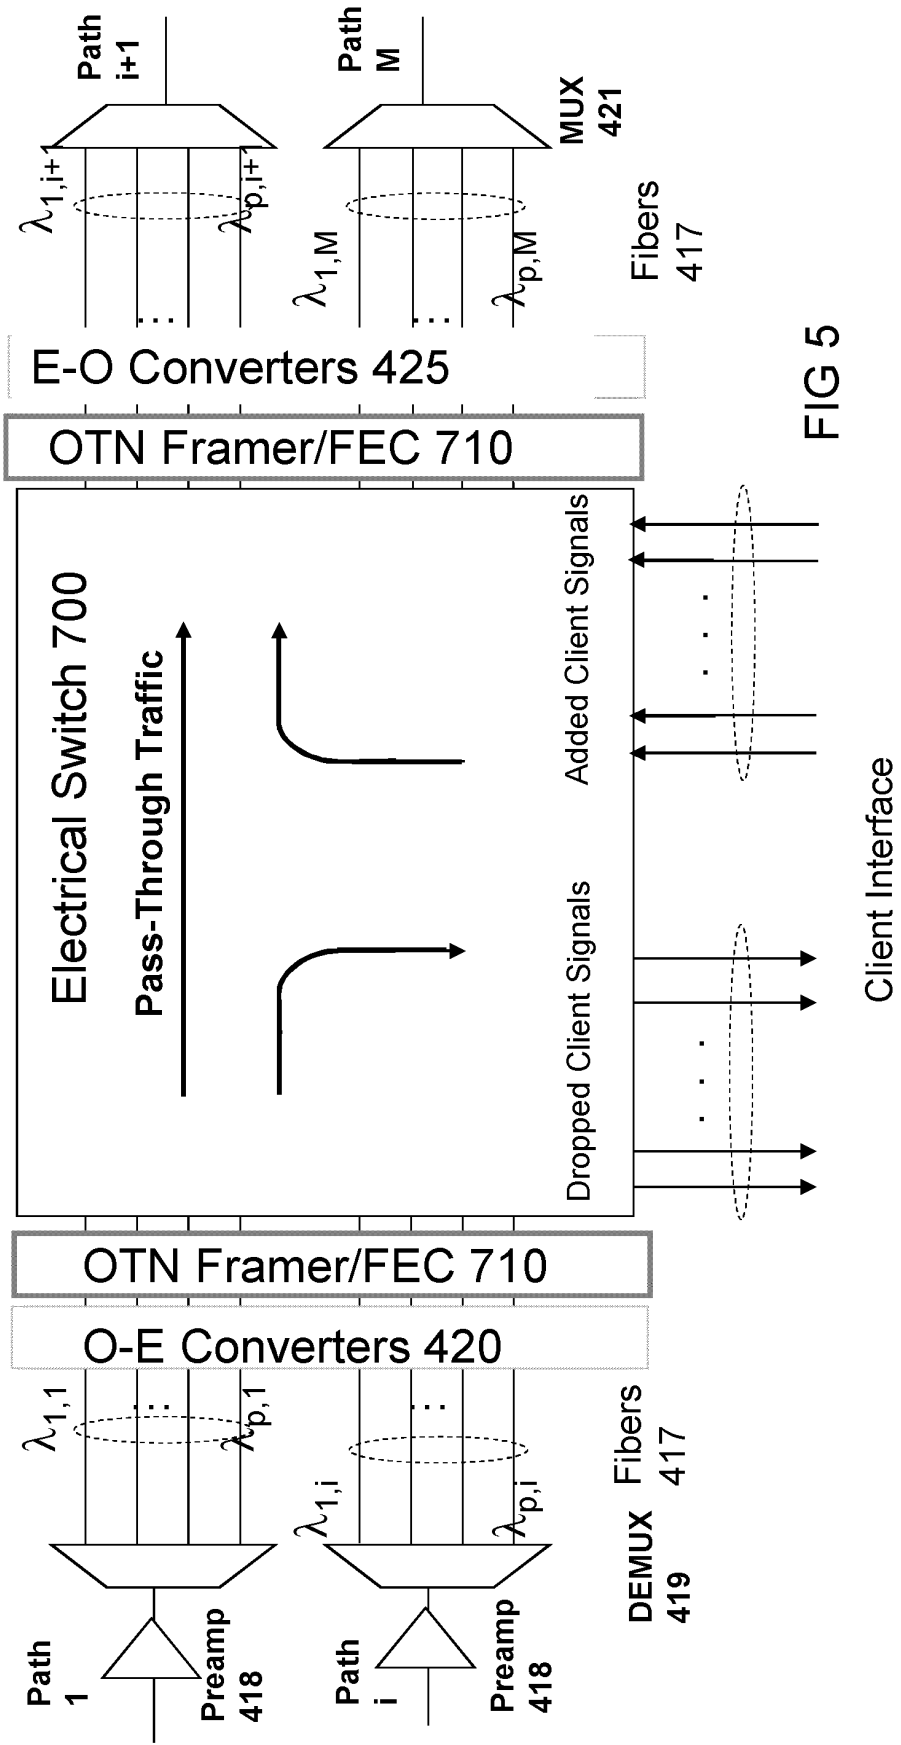 Path
1
Preamp
418
Path
i
Preamp
418
DEMUX
419
λ1,1
λp,1
...
λ1,i
λp,i
...
Fibers
417
O-E Converters 420
OTN Framer/FEC 710
Electrical Switch 700
Pass-Through Traffic
Dropped Client Signals
Added Client Signals
. . .
. . .
Client Interface
OTN Framer/FEC 710
E-O Converters 425
...
λ1,i+1
λp,i+1
...
λ1,M
λp,M
Fibers
417
Path
i+1
Path
M
MUX
421
FIG 5